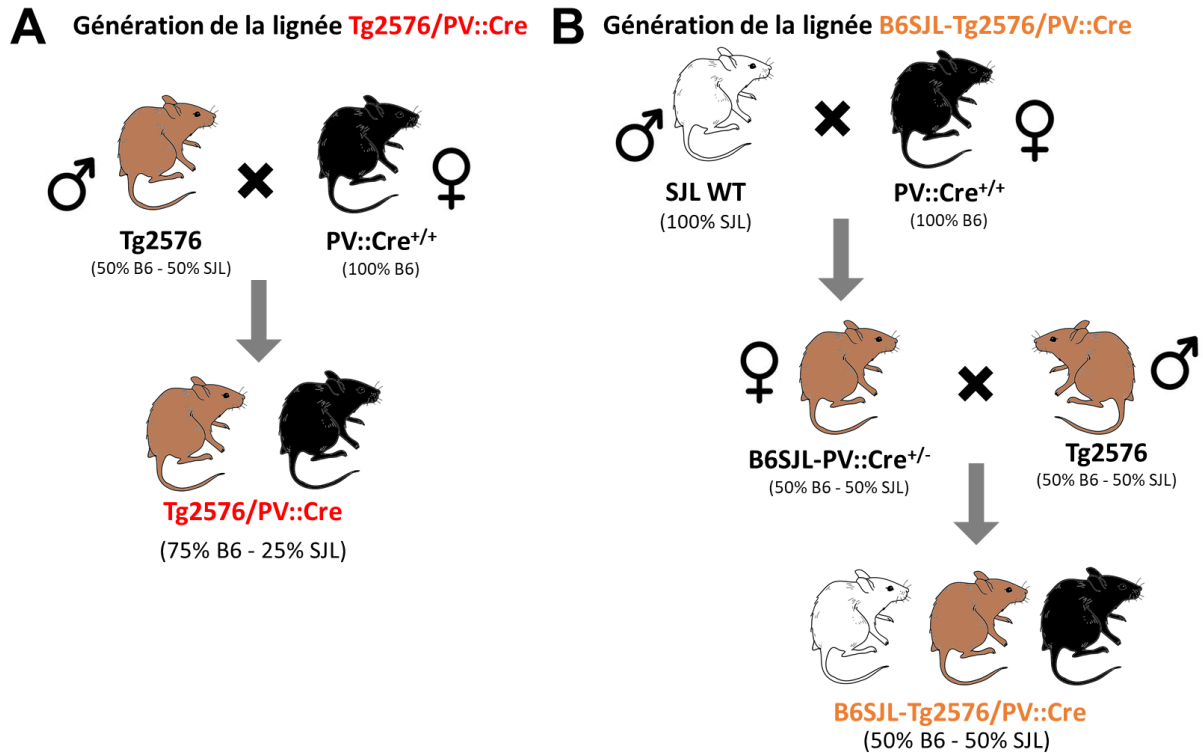 A Génération de la lignée Tg2576/PV::Cre
♂ × ♀
Tg2576 PV::Cre+/+
(50% B6 - 50% SJL) (100% B6)
Tg2576/PV::Cre
(75% B6 - 25% SJL)
B Génération de la lignée B6SJL-Tg2576/PV::Cre
♂ × ♀
SJL WT PV::Cre+/+
(100% SJL) (100% B6)
♀ × ♂
B6SJL-PV::Cre+/- Tg2576
(50% B6 - 50% SJL) (50% B6 - 50% SJL)
B6SJL-Tg2576/PV::Cre
(50% B6 - 50% SJL)